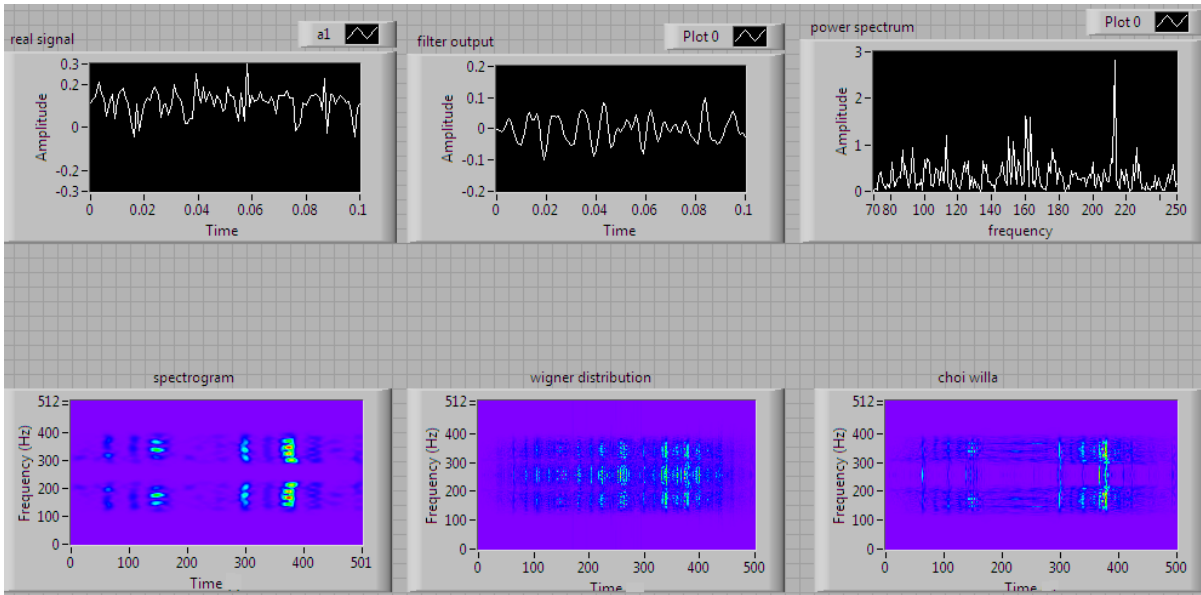 real signal
a1
0.3
0.2
0
-0.2
-0.3
Amplitude
0 0.02 0.04 0.06 0.08 0.1
Time
filter output
Plot 0
0.2
0.1
0
-0.1
-0.2
Amplitude
0 0.02 0.04 0.06 0.08 0.1
Time
power spectrum
Plot 0
3
2
1
0
Amplitude
70 80 100 120 140 160 180 200 220 250
frequency
spectrogram
512
400
300
200
100
0
Frequency (Hz)
0 100 200 300 400 501
Time
wigner distribution
512
400
300
200
100
0
Frequency (Hz)
0 100 200 300 400 500
Time
choi willa
512
400
300
200
100
0
Frequency (Hz)
0 100 200 300 400 500
Time